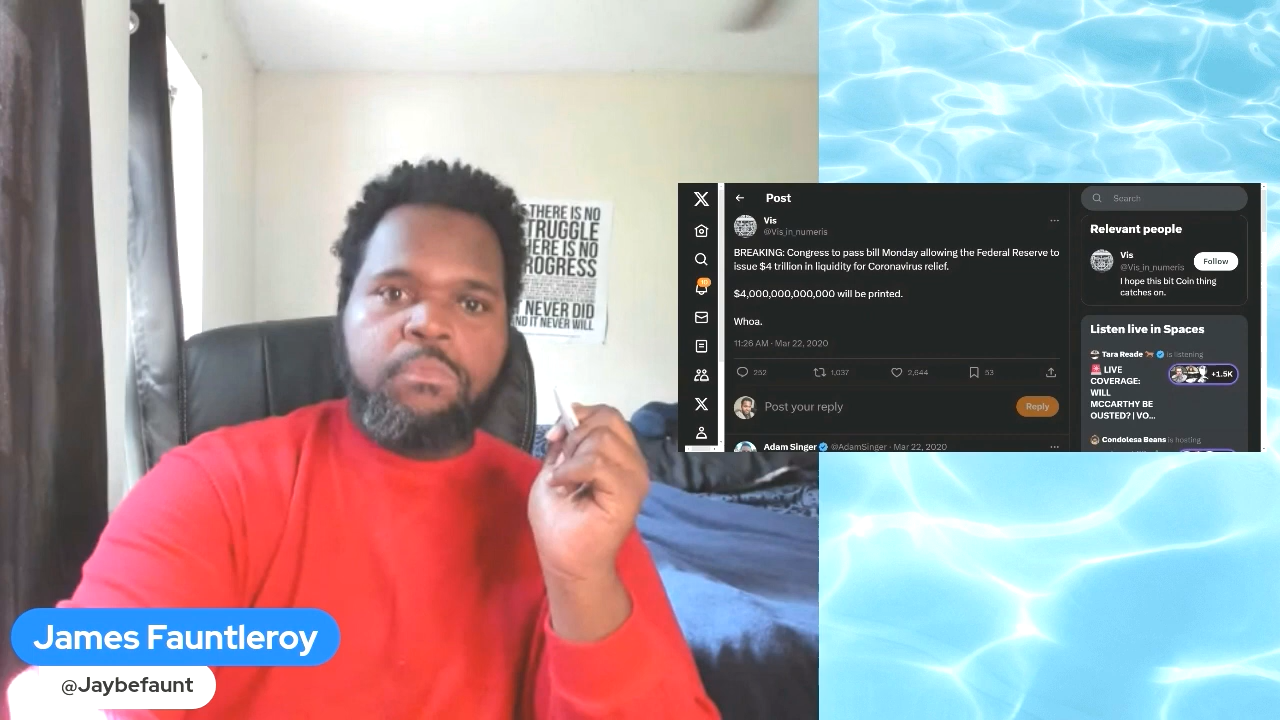 THERE IS NO
TRUGGLE
HERE IS NO
ROGRESS
T NEVER DID
ND IT NEVER WILL
James Fauntleroy
@Jaybefaunt
Post
Vis
@Vis_in_numeris
BREAKING: Congress to pass bill Monday allowing the Federal Reserve to
issue $4 trillion in liquidity for Coronavirus relief.
$4,000,000,000,000 will be printed.
Whoa.
11:26 AM · Mar 22, 2020
252 1,037 2,644 53
Post your reply
Reply
Adam Singer @AdamSinger · Mar 22, 2020
Search
Relevant people
Vis
@Vis_in_numeris
Follow
I hope this bit Coin thing
catches on.
Listen live in Spaces
Tara Reade is listening
LIVE
COVERAGE:
WILL
MCCARTHY BE
OUSTED? | VO...
+1.5K
Condolesa Beans is hosting